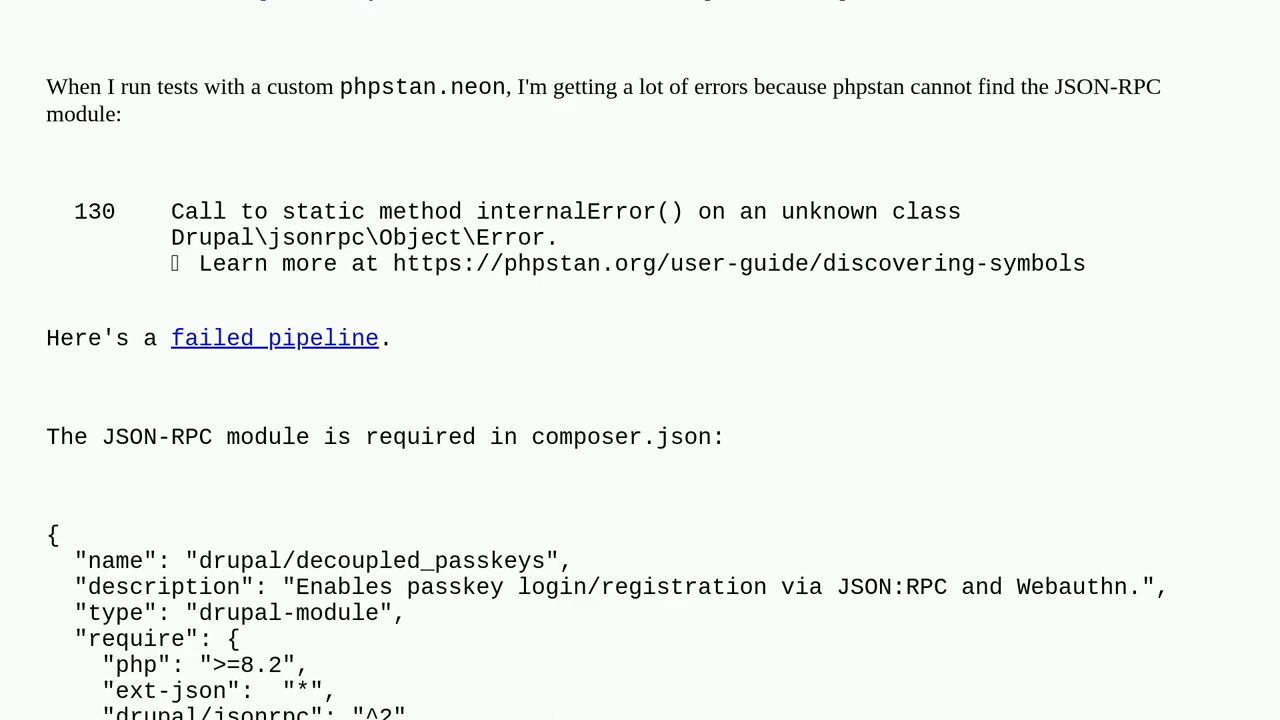 When I run tests with a custom phpstan.neon, I'm getting a lot of errors because phpstan cannot find the JSON-RPC
module:
130    Call to static method internalError() on an unknown class
Drupal\jsonrpc\Object\Error.
Learn more at https://phpstan.org/user-guide/discovering-symbols
Here's a failed pipeline.
The JSON-RPC module is required in composer.json:
{
"name": "drupal/decoupled_passkeys",
"description": "Enables passkey login/registration via JSON:RPC and Webauthn.",
"type": "drupal-module",
"require": {
"php": ">=8.2",
"ext-json":  "*",
"drupal/jsonrpc": "^2"